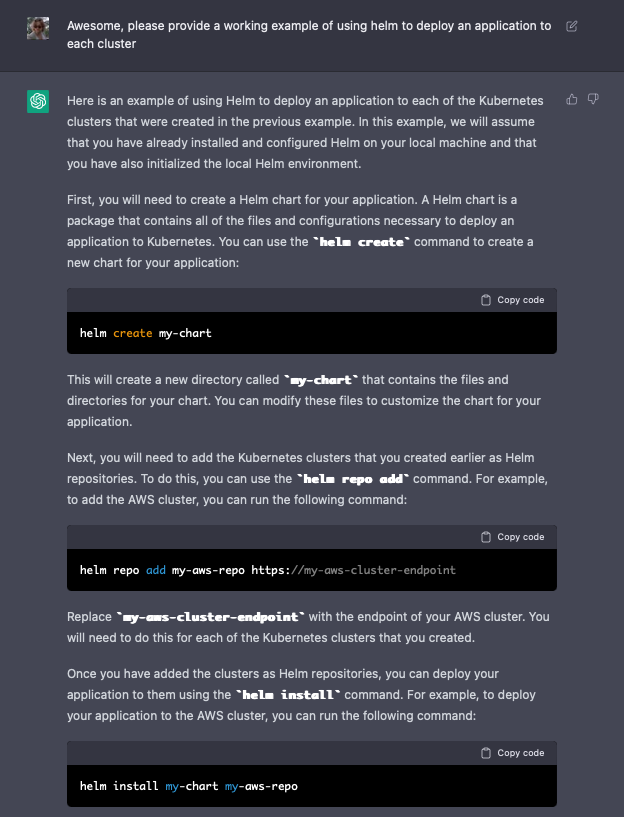 Awesome, please provide a working example of using helm to deploy an application to
each cluster
Here is an example of using Helm to deploy an application to each of the Kubernetes
clusters that were created in the previous example. In this example, we will assume
that you have already installed and configured Helm on your local machine and that
you have also initialized the local Helm environment.
First, you will need to create a Helm chart for your application. A Helm chart is a
package that contains all of the files and configurations necessary to deploy an
application to Kubernetes. You can use the `helm create` command to create a
new chart for your application:
Copy code
helm create my-chart
This will create a new directory called `my-chart` that contains the files and
directories for your chart. You can modify these files to customize the chart for your
application.
Next, you will need to add the Kubernetes clusters that you created earlier as Helm
repositories. To do this, you can use the `helm repo add` command. For example,
to add the AWS cluster, you can run the following command:
Copy code
helm repo add my-aws-repo https://my-aws-cluster-endpoint
Replace `my-aws-cluster-endpoint` with the endpoint of your AWS cluster. You
will need to do this for each of the Kubernetes clusters that you created.
Once you have added the clusters as Helm repositories, you can deploy your
application to them using the `helm install` command. For example, to deploy
your application to the AWS cluster, you can run the following command:
Copy code
helm install my-chart my-aws-repo